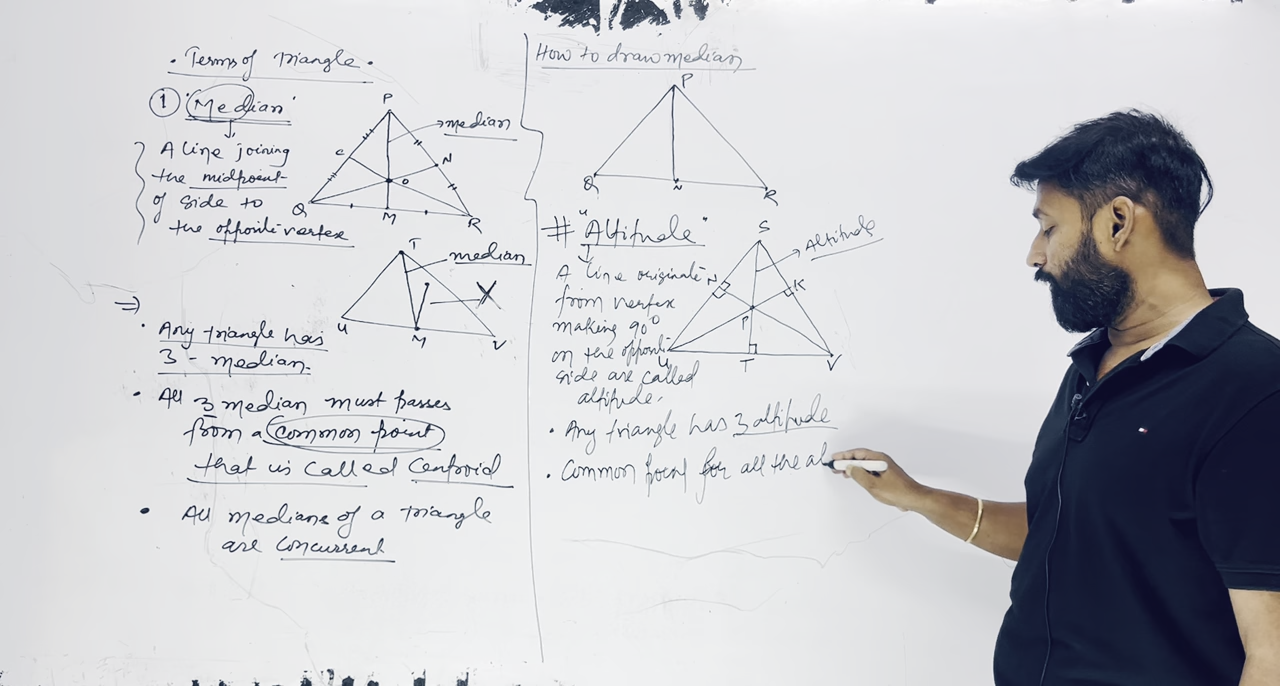 • Terms of Triangle •
① 'Median'
A line joining
the midpoint
of side to
the oppositi vertex
P
median
C
N
O
Q
M
R
T
median
X
U
M
V
⇒
• Any triangle has
3 - median.
• All 3 median must passes
from a common point
that is called Centroid
• All medians of a triangle
are concurrent
How to draw median
P
Q
N
R
# "Altitude"
A line originate
from vertex
making 90°
on the oppositi
side are called
altitude.
S
Altitude
N
K
P
U
T
V
• Any triangle has 3 altitude
• Common point for all the al